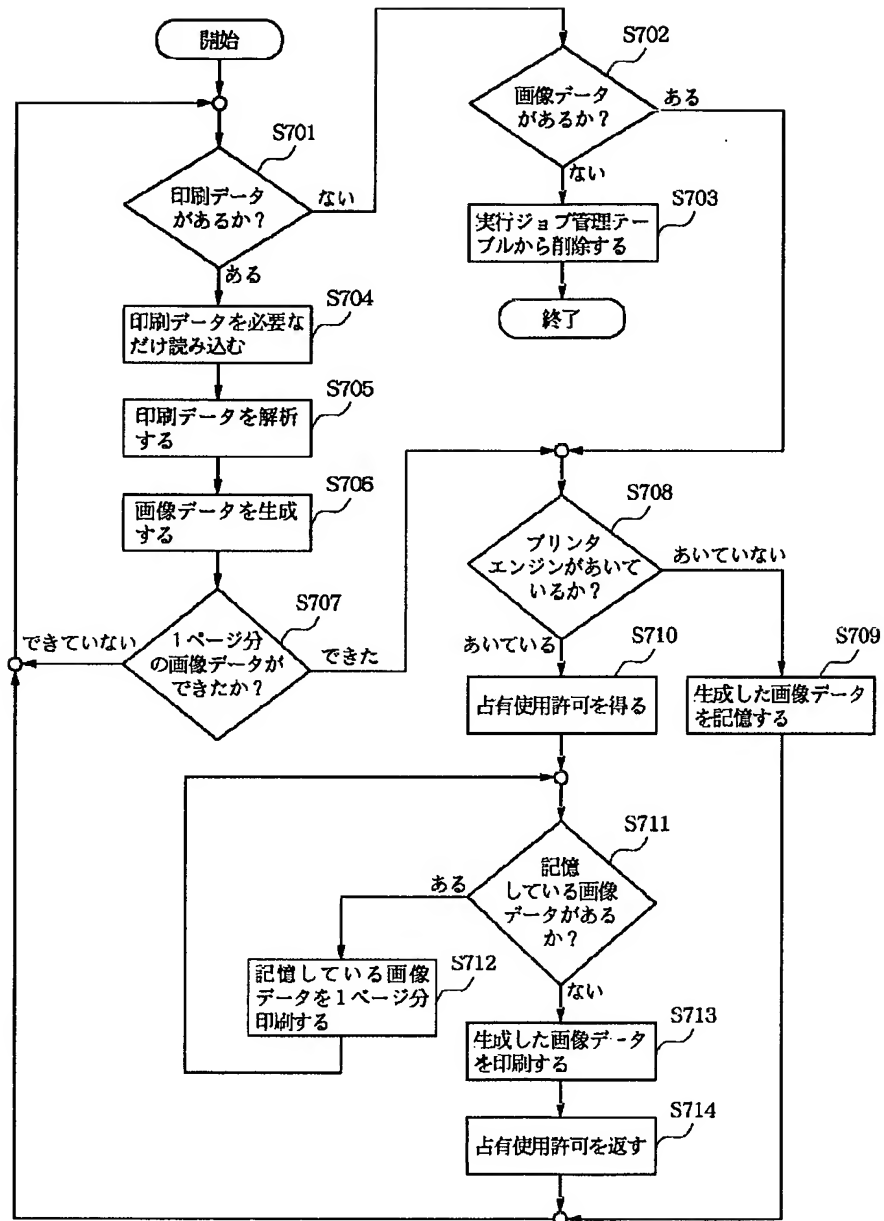 開始
S701
印刷データ
があるか？
ない
ある
S702
画像データ
があるか？
ある
ない
S703
実行ジョブ管理テー
ブルから削除する
終了
S704
印刷データを必要な
だけ読み込む
S705
印刷データを解析
する
S706
画像データを生成
する
S707
１ページ分
の画像データが
できたか？
できていない
できた
S708
プリンタ
エンジンがあいて
いるか？
あいていない
あいている
S709
生成した画像データ
を記憶する
S710
占有使用許可を得る
S711
記憶
している画像
データがある
か？
ある
ない
S712
記憶している画像
データを１ページ分
印刷する
S713
生成した画像データ
を印刷する
S714
占有使用許可を返す